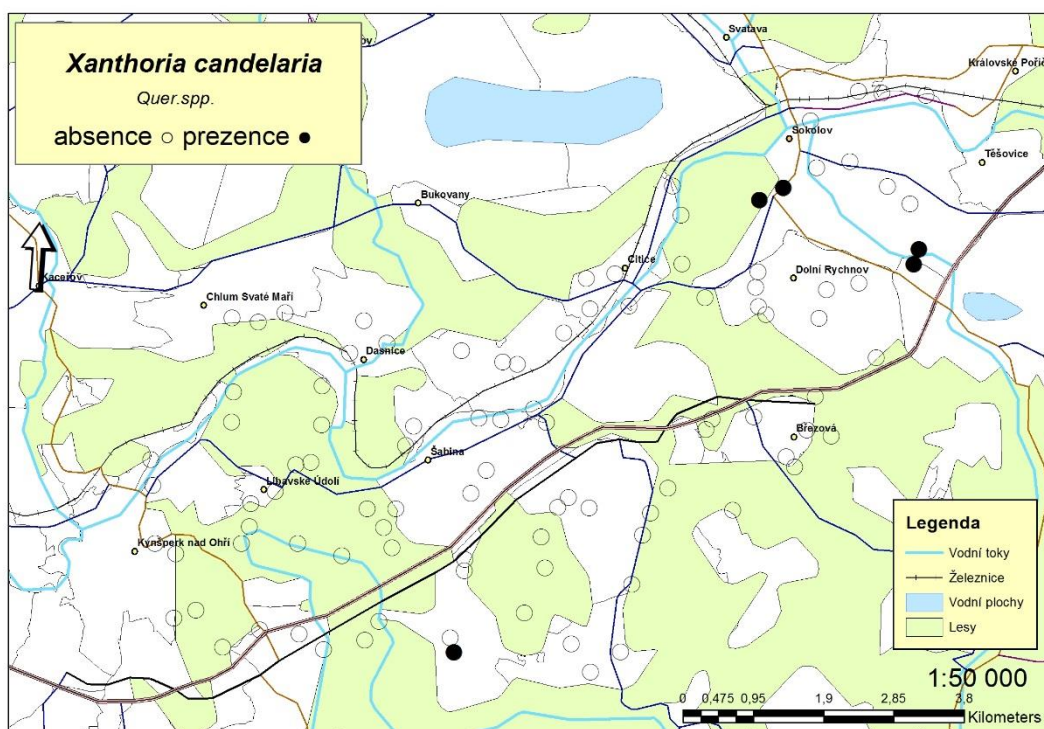 Xanthoria candelaria
Quer.spp.
absence ○ prezence ●
Svatava
Královské Poříč
Sokolov
Těšovice
Bukovany
Citice
Dolní Rychnov
Kaceřov
Chlum Svaté Maří
Dasnice
Březová
Šabina
Libavské Údolí
Kynšperk nad Ohří
Legenda
Vodní toky
Železnice
Vodní plochy
Lesy
1:50 000
0 0,475 0,95 1,9 2,85 3,8
Kilometers